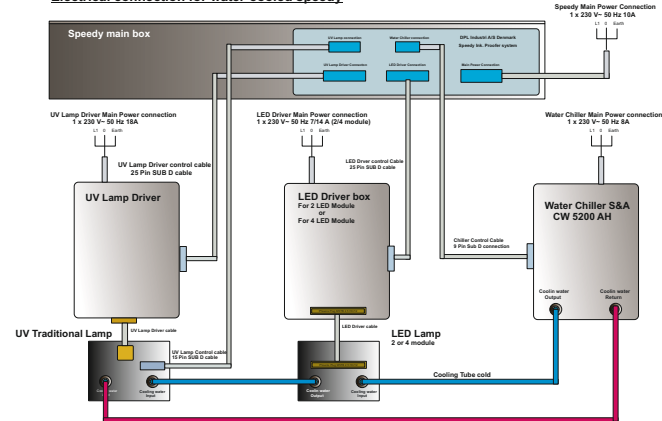 Electrical connection for water cooled speedy
Speedy Main Power Connection
1 x 230 V~ 50 Hz 10A
L1 0 Earth
Speedy main box
UV Lamp connection
Water Chiller connection
DPL Industri A/S Denmark
Speedy Ink. Proofer system
UV Lamp Driver Connection
LED Driver Connection
Main Power Connection
UV Lamp Driver Main Power connection
1 x 230 V~ 50 Hz 18A
L1 0 Earth
LED Driver Main Power connection
1 x 230 V~ 50 Hz 7/14 A (2/4 module)
L1 0 Earth
Water Chiller Main Power connection
1 x 230 V~ 50 Hz 8A
L1 0 Earth
UV Lamp Driver control cable
25 Pin SUB D cable
LED Drver control Cable
25 Pin SUB D cable
UV Lamp Driver
LED Driver box
For 2 LED Module
or
For 4 LED Module
Water Chiller S&A
CW 5200 AH
Chiller Control Cable
9 Pin Sub D connection
Coolin water
Output
Coolin water
Return
UV Lamp Driver cable
LED Driver cable
UV Traditional Lamp
LED Lamp
2 or 4 module
UV Lamp Control cable
15 Pin SUB D cable
Cooling water
Input
Coolin water
Output
Cooling water
Input
Cooling Tube cold